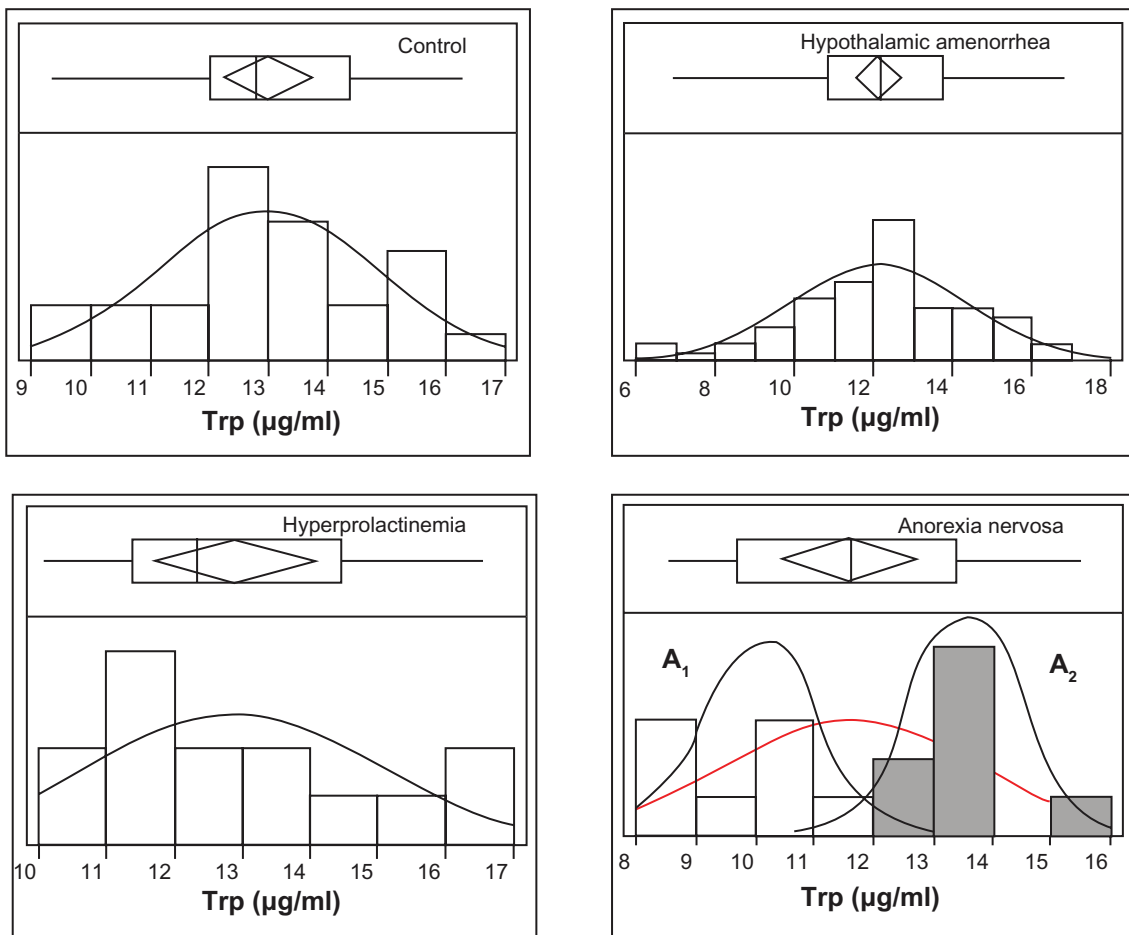 Control
9 10 11 12 13 14 15 16 17
Trp (µg/ml)
Hypothalamic amenorrhea
6 8 10 12 14 16 18
Trp (µg/ml)
Hyperprolactinemia
10 11 12 13 14 15 16 17
Trp (µg/ml)
Anorexia nervosa
A₁ A₂
8 9 10 11 12 13 14 15 16
Trp (µg/ml)